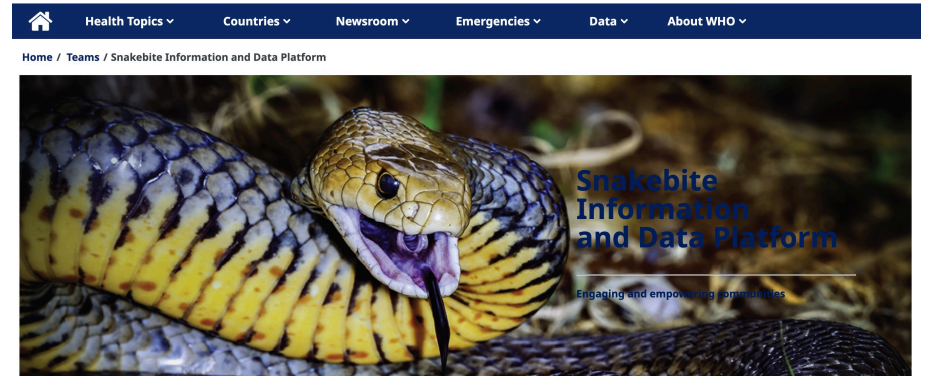 Health Topics
Countries
Newsroom
Emergencies
Data
About WHO
Home / Teams / Snakebite Information and Data Platform
Snakebite
Information
and Data Platform
Engaging and empowering communities